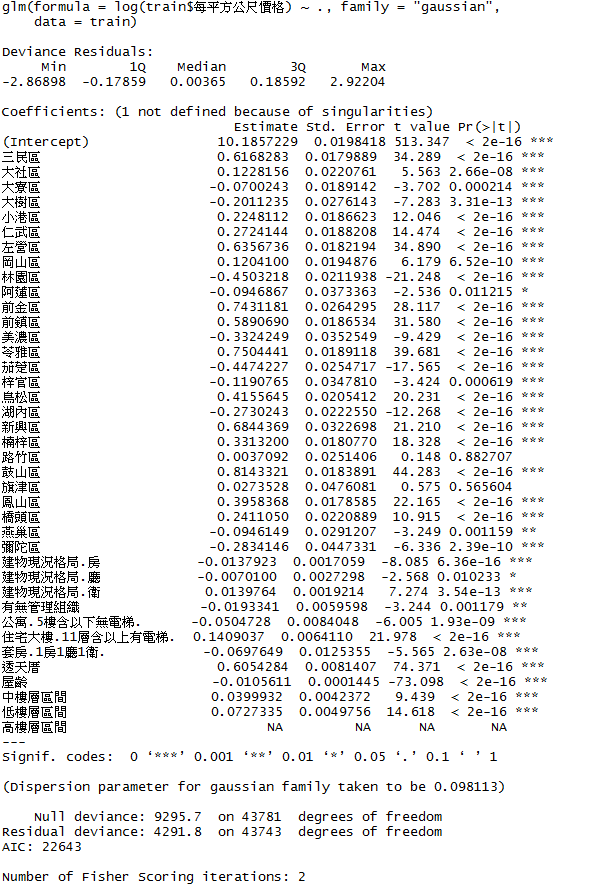 glm(formula = log(train$每平方公尺價格) ~ ., family = "gaussian",
    data = train)
Deviance Residuals:
     Min        1Q    Median        3Q       Max
-2.86898  -0.17859   0.00365   0.18592   2.92204
Coefficients: (1 not defined because of singularities)
Estimate Std. Error t value Pr(>|t|)
(Intercept) 10.1857229 0.0198418 513.347 < 2e-16 ***
三民區 0.6168283 0.0179889 34.289 < 2e-16 ***
大社區 0.1228156 0.0220761 5.563 2.66e-08 ***
大寮區 -0.0700243 0.0189142 -3.702 0.000214 ***
大樹區 -0.2011235 0.0276143 -7.283 3.31e-13 ***
小港區 0.2248112 0.0186623 12.046 < 2e-16 ***
仁武區 0.2724144 0.0188208 14.474 < 2e-16 ***
左營區 0.6356736 0.0182194 34.890 < 2e-16 ***
岡山區 0.1204100 0.0194876 6.179 6.52e-10 ***
林園區 -0.4503218 0.0211938 -21.248 < 2e-16 ***
阿蓮區 -0.0946867 0.0373363 -2.536 0.011215 *
前金區 0.7431181 0.0264295 28.117 < 2e-16 ***
前鎮區 0.5890690 0.0186534 31.580 < 2e-16 ***
美濃區 -0.3324249 0.0352549 -9.429 < 2e-16 ***
苓雅區 0.7504441 0.0189118 39.681 < 2e-16 ***
茄萣區 -0.4474227 0.0254717 -17.565 < 2e-16 ***
梓官區 -0.1190765 0.0347810 -3.424 0.000619 ***
鳥松區 0.4155645 0.0205412 20.231 < 2e-16 ***
湖內區 -0.2730243 0.0222550 -12.268 < 2e-16 ***
新興區 0.6844369 0.0322698 21.210 < 2e-16 ***
楠梓區 0.3313200 0.0180770 18.328 < 2e-16 ***
路竹區 0.0037092 0.0251406 0.148 0.882707
鼓山區 0.8143321 0.0183891 44.283 < 2e-16 ***
旗津區 0.0273528 0.0476081 0.575 0.565604
鳳山區 0.3958368 0.0178585 22.165 < 2e-16 ***
橋頭區 0.2411050 0.0220889 10.915 < 2e-16 ***
燕巢區 -0.0946149 0.0291207 -3.249 0.001159 **
彌陀區 -0.2834146 0.0447331 -6.336 2.39e-10 ***
建物現況格局.房 -0.0137923 0.0017059 -8.085 6.36e-16 ***
建物現況格局.廳 -0.0070100 0.0027298 -2.568 0.010233 *
建物現況格局.衛 0.0139764 0.0019214 7.274 3.54e-13 ***
有無管理組織 -0.0193341 0.0059598 -3.244 0.001179 **
公寓.5樓含以下無電梯. -0.0504728 0.0084048 -6.005 1.93e-09 ***
住宅大樓.11層含以上有電梯. 0.1409037 0.0064110 21.978 < 2e-16 ***
套房.1房1廳1衛. -0.0697649 0.0125355 -5.565 2.63e-08 ***
透天厝 0.6054284 0.0081407 74.371 < 2e-16 ***
屋齡 -0.0105611 0.0001445 -73.098 < 2e-16 ***
中樓層區間 0.0399932 0.0042372 9.439 < 2e-16 ***
低樓層區間 0.0727335 0.0049756 14.618 < 2e-16 ***
高樓層區間 NA NA NA NA
---
Signif. codes:  0 ‘***’ 0.001 ‘**’ 0.01 ‘*’ 0.05 ‘.’ 0.1 ‘ ’ 1
(Dispersion parameter for gaussian family taken to be 0.098113)
    Null deviance: 9295.7  on 43781  degrees of freedom
Residual deviance: 4291.8  on 43743  degrees of freedom
AIC: 22643
Number of Fisher Scoring iterations: 2